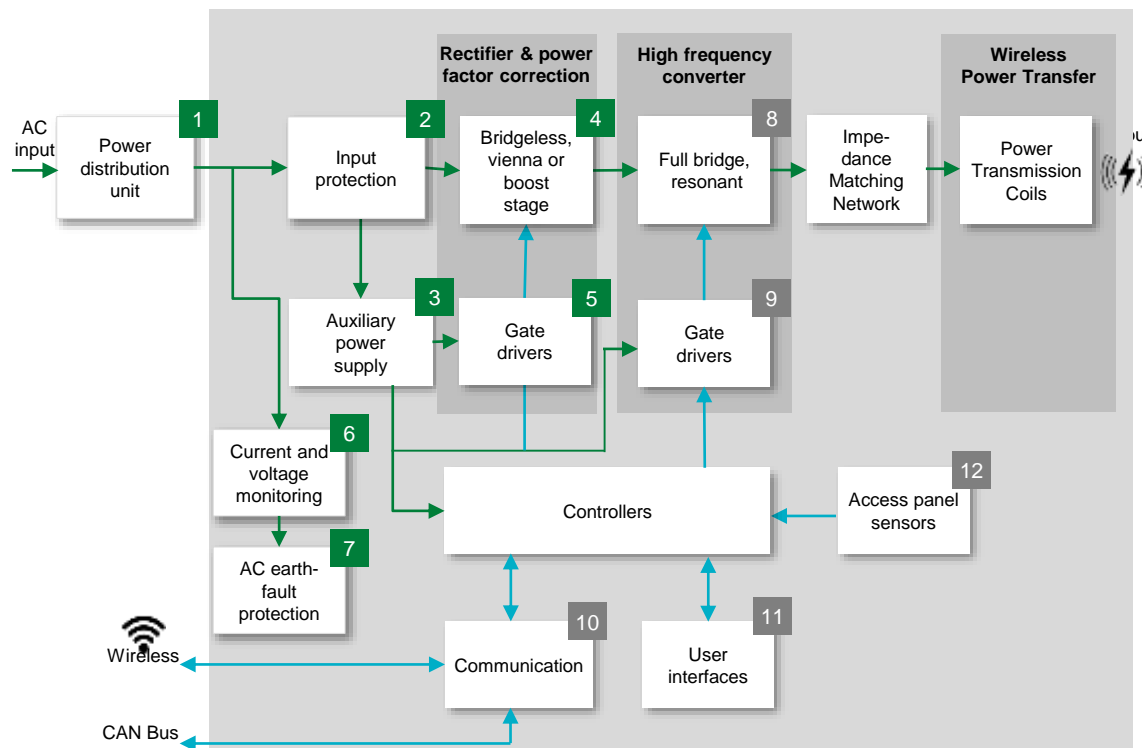 Rectifier & power
factor correction
High frequency
converter
Wireless
Power Transfer
1
2
4
8
AC
input
Power
distribution
unit
Input
protection
Bridgeless,
vienna or
boost
stage
Full bridge,
resonant
Impe-
dance
Matching
Network
Power
Transmission
Coils
3
5
9
Auxiliary
power
supply
Gate
drivers
Gate
drivers
6
Current and
voltage
monitoring
Controllers
12
Access panel
sensors
7
AC earth-
fault
protection
10
11
Wireless
Communication
User
interfaces
CAN Bus